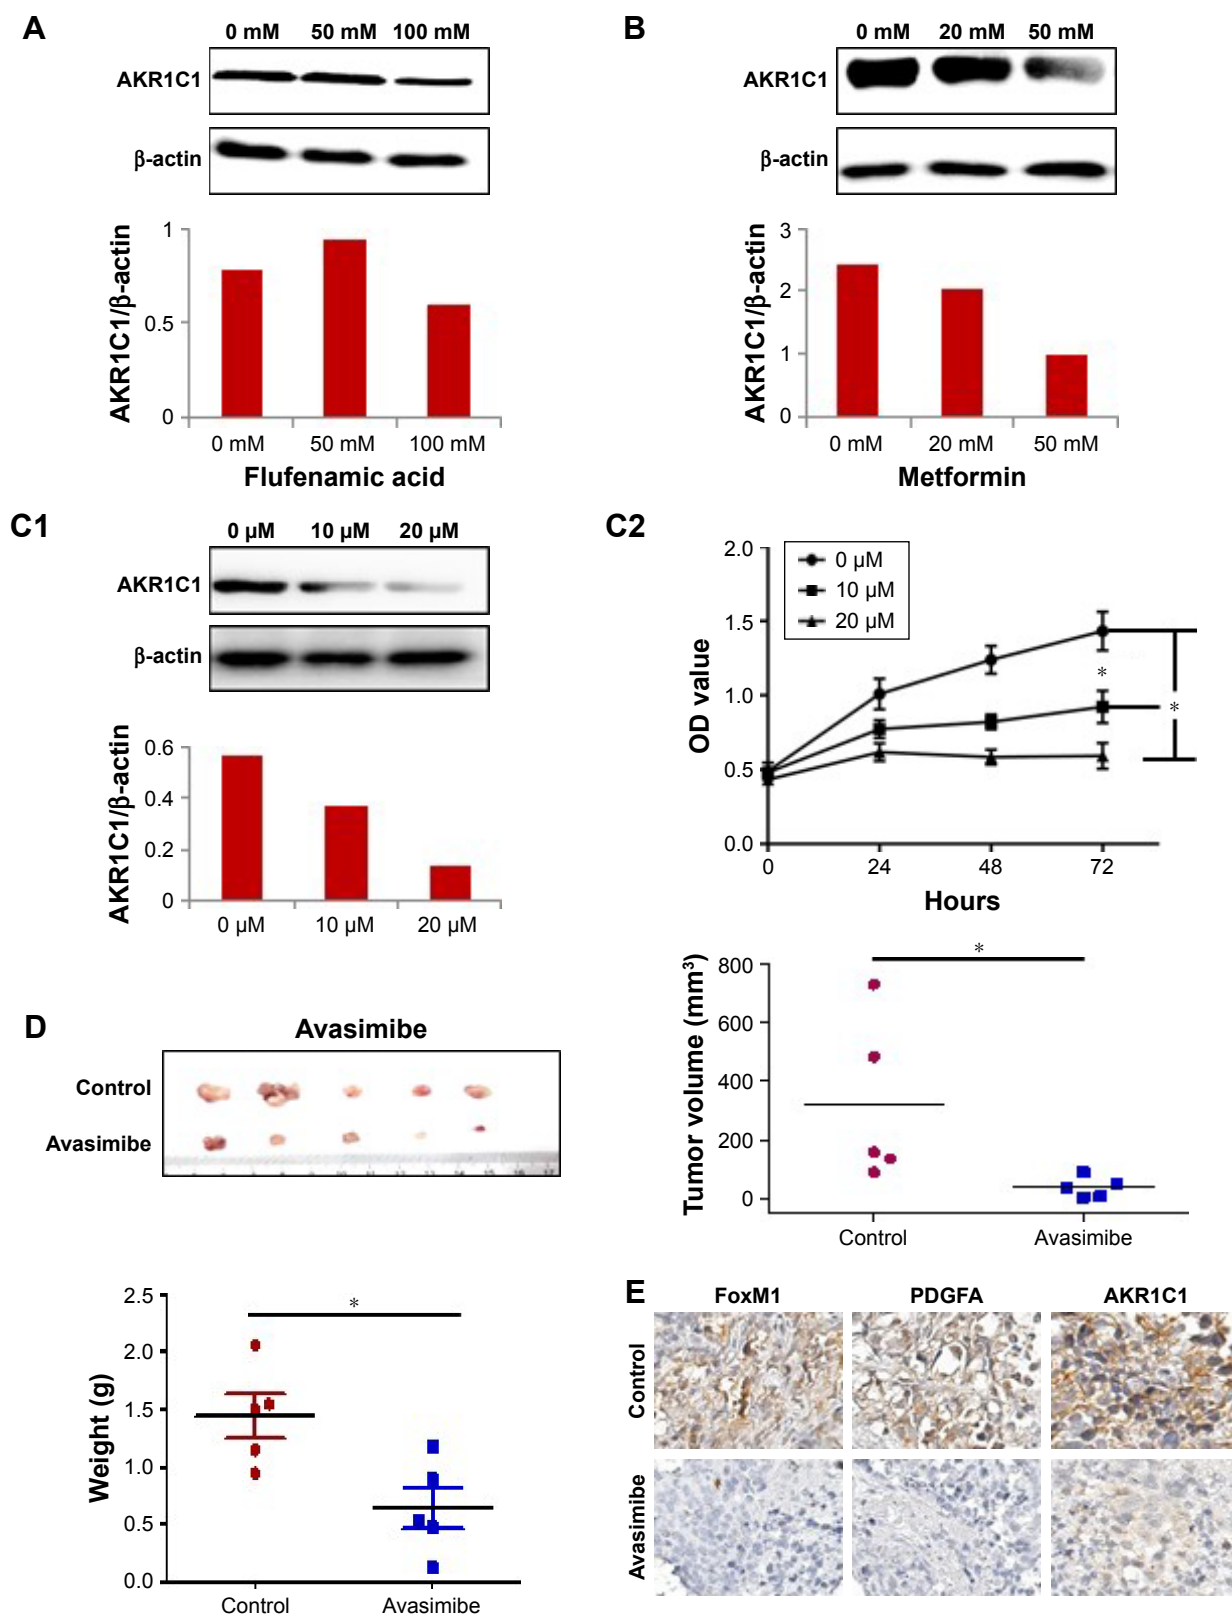 A
0 mM 50 mM 100 mM
AKR1C1
β-actin
AKR1C1/β-actin
1
0.5
0
0 mM 50 mM 100 mM
Flufenamic acid
B
0 mM 20 mM 50 mM
AKR1C1
β-actin
AKR1C1/β-actin
3
2
1
0
0 mM 20 mM 50 mM
Metformin
C1
0 µM 10 µM 20 µM
AKR1C1
β-actin
AKR1C1/β-actin
0.6
0.4
0.2
0
0 µM 10 µM 20 µM
C2
OD value
2.0
1.5
1.0
0.5
0.0
0 µM
10 µM
20 µM
*
*
0 24 48 72
Hours
D
Avasimibe
Control
Avasimibe
Tumor volume (mm³)
800
600
400
200
0
*
Control Avasimibe
Weight (g)
2.5
2.0
1.5
1.0
0.5
0.0
*
Control Avasimibe
E
FoxM1 PDGFA AKR1C1
Control
Avasimibe